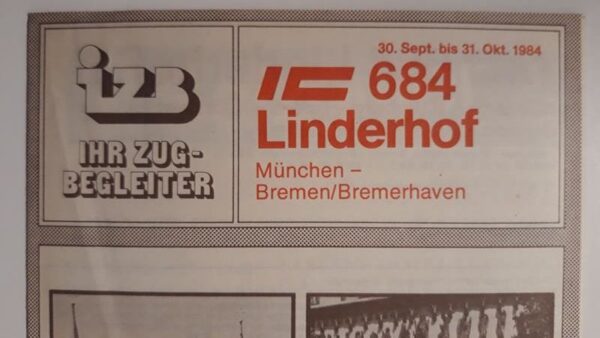 izb
IHR ZUG-
BEGLEITER
30. Sept. bis 31. Okt. 1984
IC 684
Linderhof
München –
Bremen/Bremerhaven